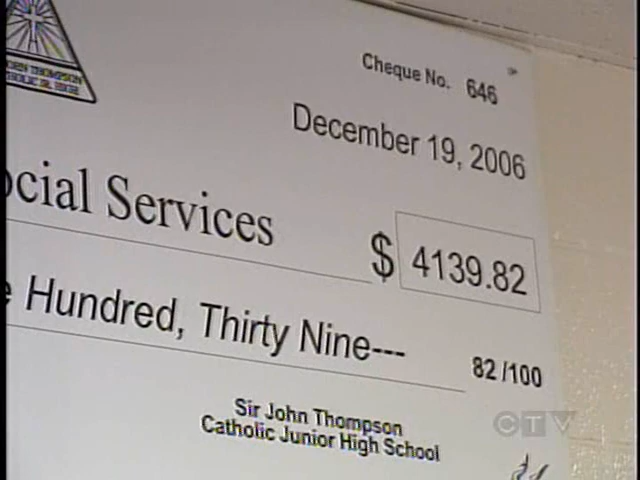 Cheque No. 646
December 19, 2006
ocial Services
$ 4139.82
e Hundred, Thirty Nine---
82 /100
Sir John Thompson
Catholic Junior High School
CTV